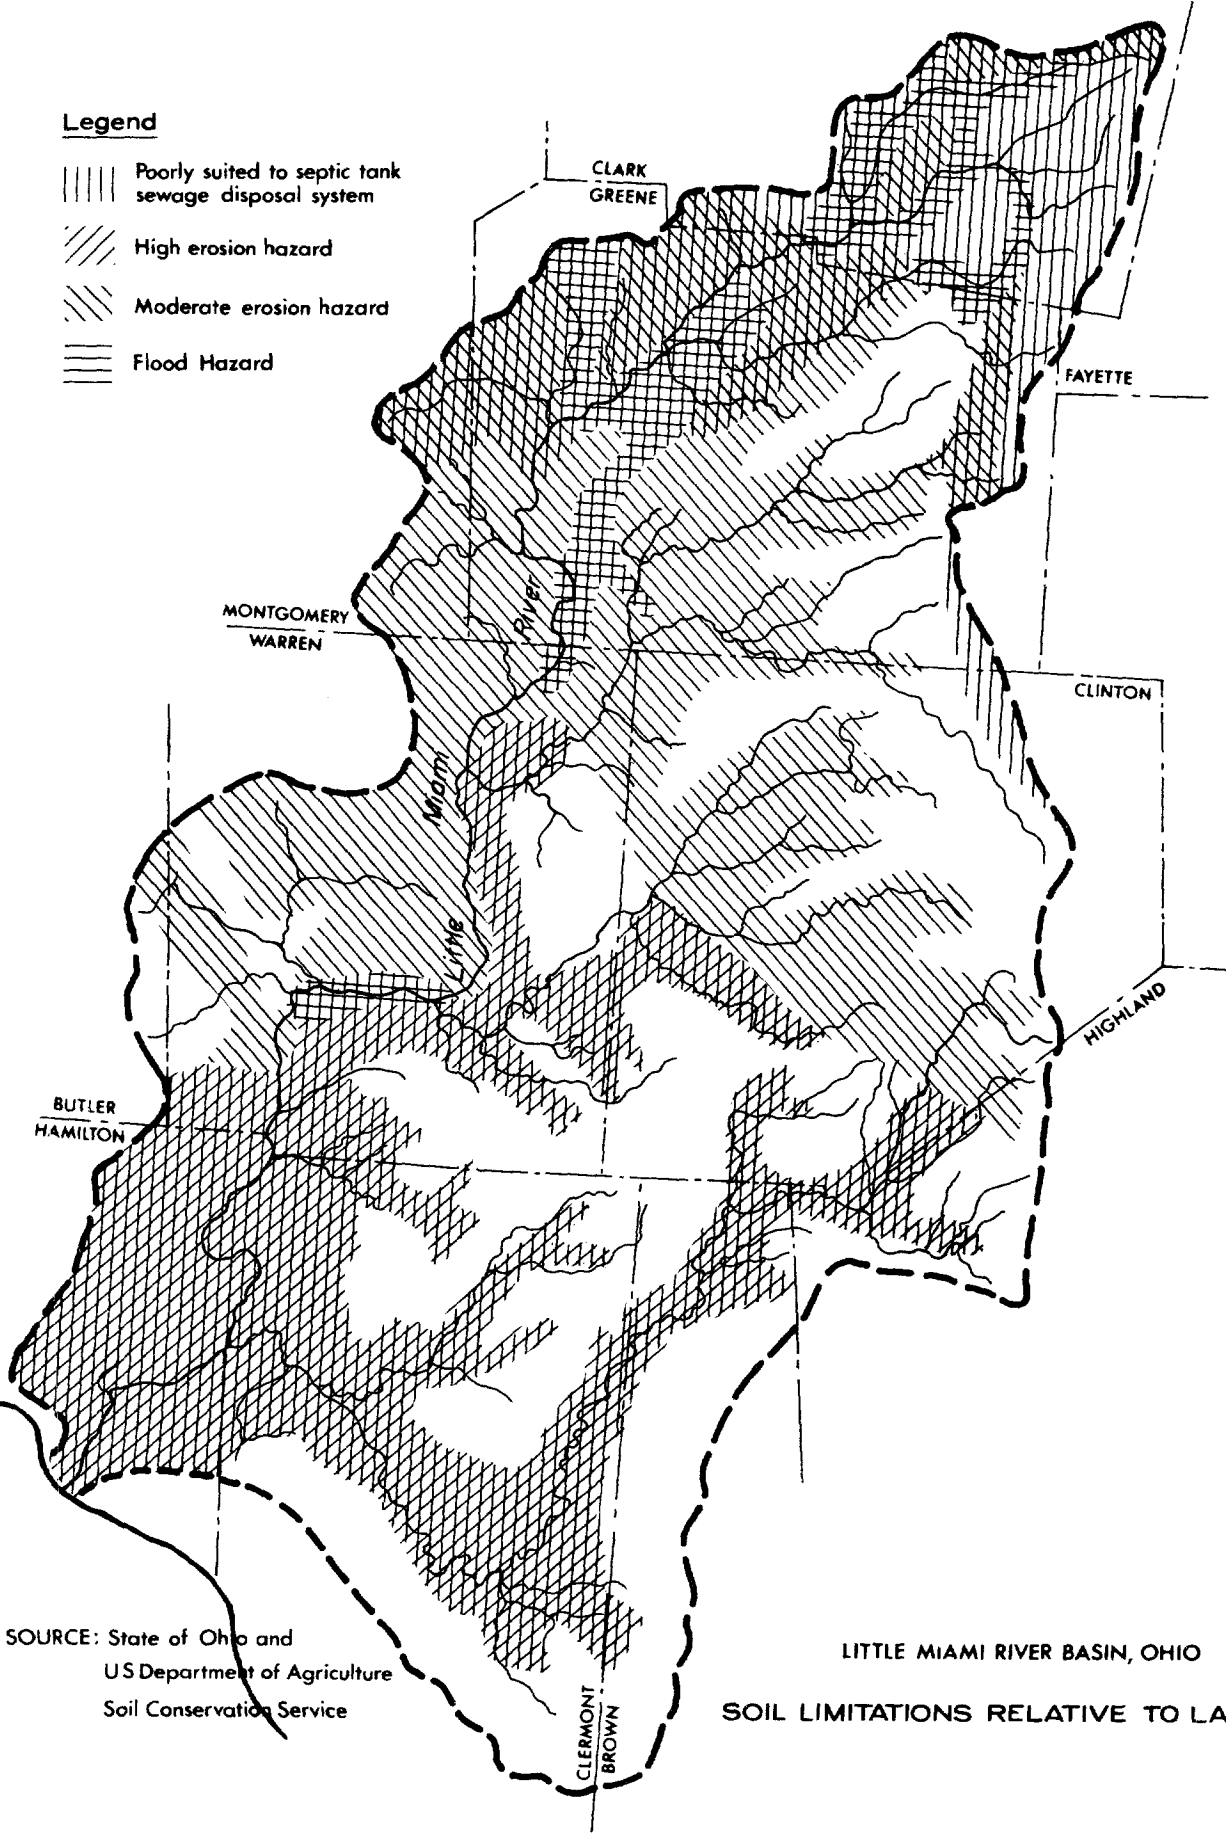 Legend
Poorly suited to septic tank
sewage disposal system
High erosion hazard
Moderate erosion hazard
Flood Hazard
CLARK
GREENE
FAYETTE
MONTGOMERY
WARREN
River
CLINTON
Miami
Little
HIGHLAND
BUTLER
HAMILTON
SOURCE: State of Ohio and
US Department of Agriculture
Soil Conservation Service
LITTLE MIAMI RIVER BASIN, OHIO
SOIL LIMITATIONS RELATIVE TO LA
CLERMONT
BROWN